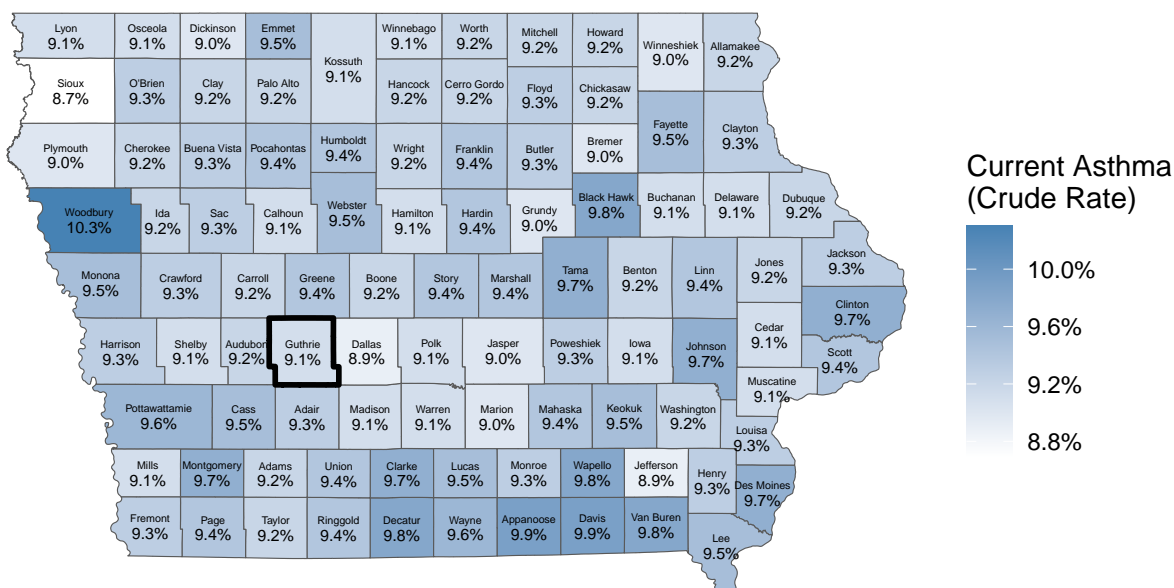 Lyon
9.1%
Osceola
9.1%
Dickinson
9.0%
Emmet
9.5%
Kossuth
9.1%
Winnebago
9.1%
Worth
9.2%
Mitchell
9.2%
Howard
9.2%
Winneshiek
9.0%
Allamakee
9.2%
Sioux
8.7%
O'Brien
9.3%
Clay
9.2%
Palo Alto
9.2%
Hancock
9.2%
Cerro Gordo
9.2%
Floyd
9.3%
Chickasaw
9.2%
Fayette
9.5%
Clayton
9.3%
Plymouth
9.0%
Cherokee
9.2%
Buena Vista
9.3%
Pocahontas
9.4%
Humboldt
9.4%
Wright
9.2%
Franklin
9.4%
Butler
9.3%
Bremer
9.0%
Woodbury
10.3%
Ida
9.2%
Sac
9.3%
Calhoun
9.1%
Webster
9.5%
Hamilton
9.1%
Hardin
9.4%
Grundy
9.0%
Black Hawk
9.8%
Buchanan
9.1%
Delaware
9.1%
Dubuque
9.2%
Monona
9.5%
Crawford
9.3%
Carroll
9.2%
Greene
9.4%
Boone
9.2%
Story
9.4%
Marshall
9.4%
Tama
9.7%
Benton
9.2%
Linn
9.4%
Jones
9.2%
Jackson
9.3%
Clinton
9.7%
Harrison
9.3%
Shelby
9.1%
Audubon
9.2%
Guthrie
9.1%
Dallas
8.9%
Polk
9.1%
Jasper
9.0%
Poweshiek
9.3%
Iowa
9.1%
Johnson
9.7%
Cedar
9.1%
Scott
9.4%
Muscatine
9.1%
Pottawattamie
9.6%
Cass
9.5%
Adair
9.3%
Madison
9.1%
Warren
9.1%
Marion
9.0%
Mahaska
9.4%
Keokuk
9.5%
Washington
9.2%
Louisa
9.3%
Mills
9.1%
Montgomery
9.7%
Adams
9.2%
Union
9.4%
Clarke
9.7%
Lucas
9.5%
Monroe
9.3%
Wapello
9.8%
Jefferson
8.9%
Henry
9.3%
Des Moines
9.7%
Fremont
9.3%
Page
9.4%
Taylor
9.2%
Ringgold
9.4%
Decatur
9.8%
Wayne
9.6%
Appanoose
9.9%
Davis
9.9%
Van Buren
9.8%
Lee
9.5%
Current Asthma
(Crude Rate)
10.0%
9.6%
9.2%
8.8%